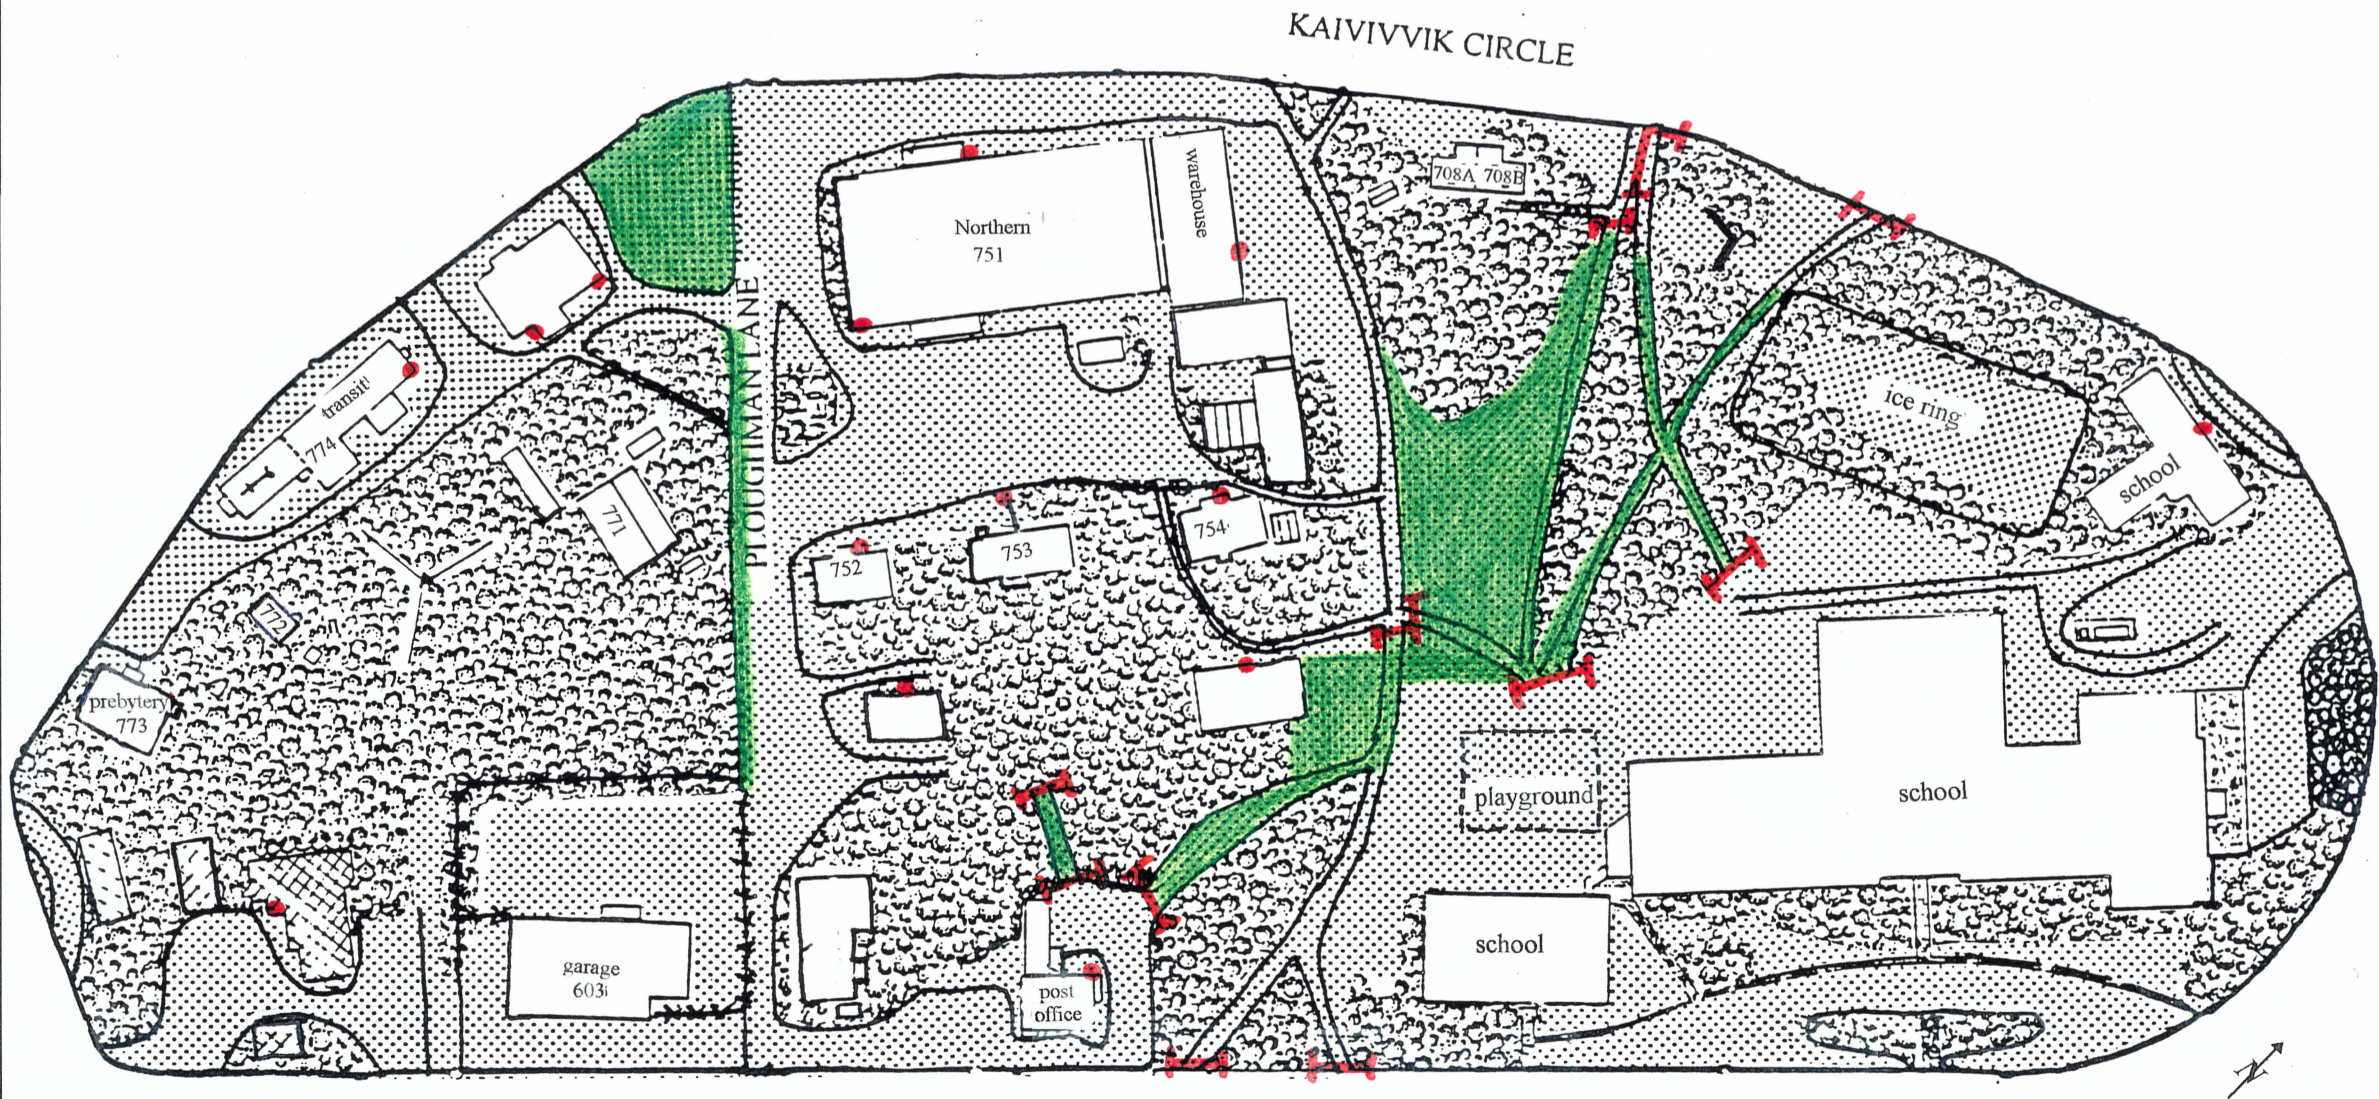 KAIVIVVIK CIRCLE
708A 708B
warehouse
Northern
751
PLOUGHMAN LANE
transit
774
ice ring
school
771
754
753
752
772
prebytery
773
playground
school
school
garage
603
post
office
N